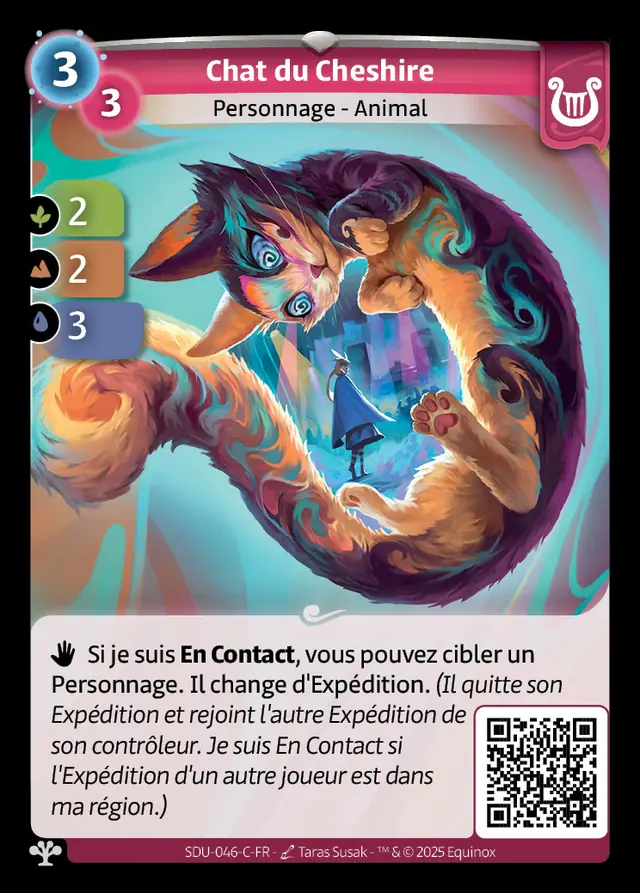 3
Chat du Cheshire
3
Personnage - Animal
2
2
3
Si je suis En Contact, vous pouvez cibler un
Personnage. Il change d'Expédition. (Il quitte son
Expédition et rejoint l'autre Expédition de
son contrôleur. Je suis En Contact si
l'Expédition d'un autre joueur est dans
ma région.)
SDU-046-C-FR - Taras Susak - ™ & © 2025 Equinox